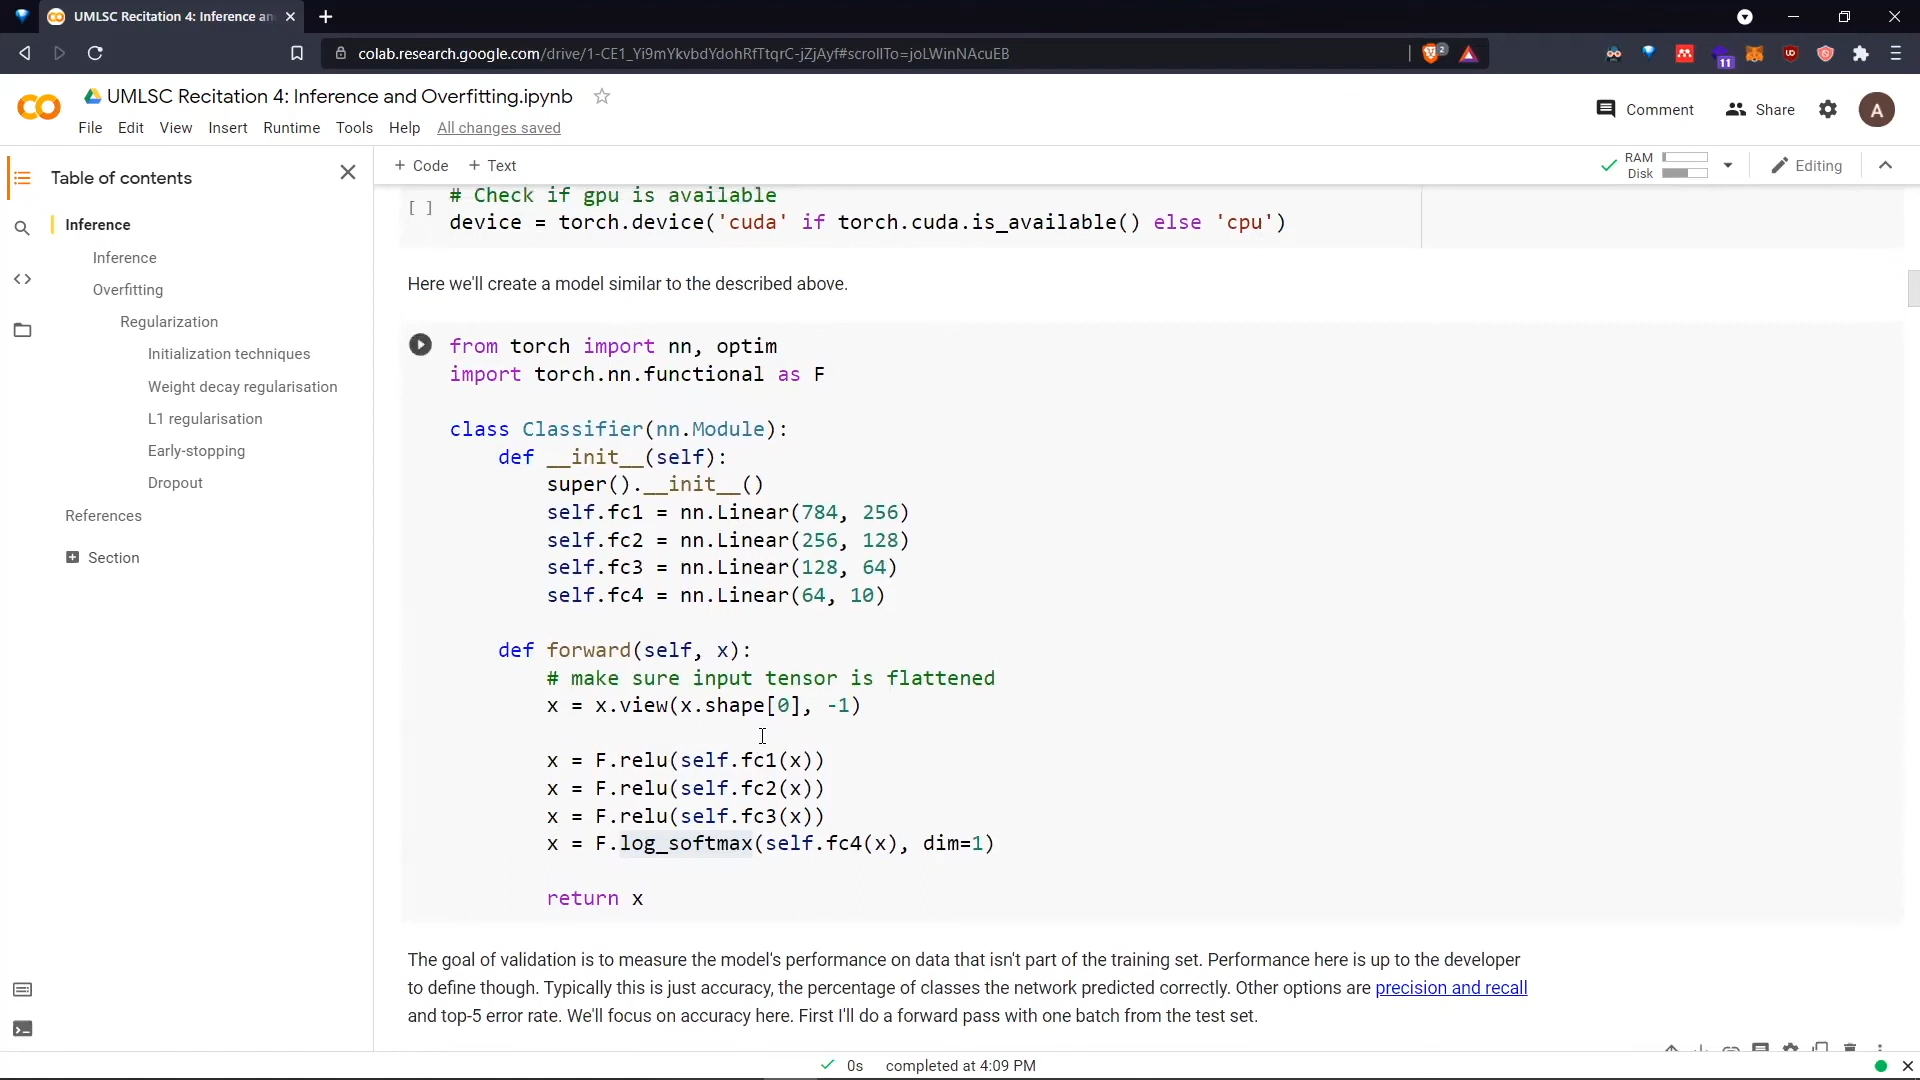 UMLSC Recitation 4: Inference an
colab.research.google.com/drive/1-CE1_Yi9mYkvbdYdohRfTtqrC-jZjAyf#scrollTo=joLWinNAcuEB
2
11
UMLSC Recitation 4: Inference and Overfitting.ipynb
Comment
Share
A
File Edit View Insert Runtime Tools Help All changes saved
Table of contents
+ Code + Text
RAM
Disk
Editing
Inference
Inference
Overfitting
Regularization
Initialization techniques
Weight decay regularisation
L1 regularisation
Early-stopping
Dropout
References
Section
# Check if gpu is available
[ ]
device = torch.device('cuda' if torch.cuda.is_available() else 'cpu')
Here we'll create a model similar to the described above.
from torch import nn, optim
import torch.nn.functional as F
class Classifier(nn.Module):
def __init__(self):
super().__init__()
self.fc1 = nn.Linear(784, 256)
self.fc2 = nn.Linear(256, 128)
self.fc3 = nn.Linear(128, 64)
self.fc4 = nn.Linear(64, 10)
def forward(self, x):
# make sure input tensor is flattened
x = x.view(x.shape[0], -1)
x = F.relu(self.fc1(x))
x = F.relu(self.fc2(x))
x = F.relu(self.fc3(x))
x = F.log_softmax(self.fc4(x), dim=1)
return x
The goal of validation is to measure the model's performance on data that isn't part of the training set. Performance here is up to the developer
to define though. Typically this is just accuracy, the percentage of classes the network predicted correctly. Other options are precision and recall
and top-5 error rate. We'll focus on accuracy here. First I'll do a forward pass with one batch from the test set.
0s completed at 4:09 PM